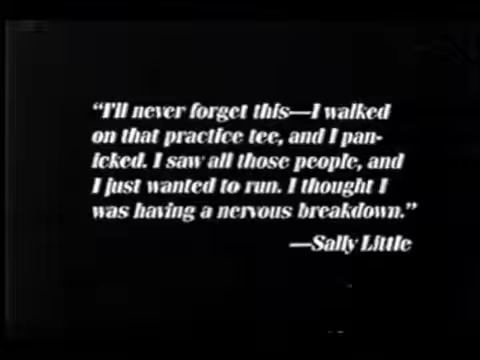 “I'll never forget this—I walked
on that practice tee, and I pan-
icked. I saw all those people, and
I just wanted to run. I thought I
was having a nervous breakdown.”
—Sally Little